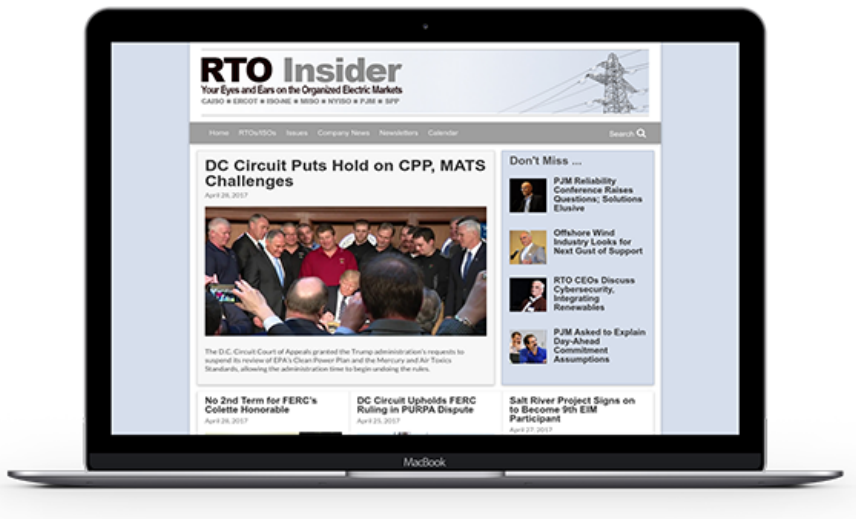 RTO Insider
Your Eyes and Ears on the Organized Electric Markets
CAISO ■ ERCOT ■ ISO-NE ■ MISO ■ NYISO ■ PJM ■ SPP
Home RTOs/ISOs Issues Company News Newsletters Calendar Search
DC Circuit Puts Hold on CPP, MATS
Challenges
April 28, 2017
The D.C. Circuit Court of Appeals granted the Trump administration's requests to
suspend its review of EPA's Clean Power Plan and the Mercury and Air Toxics
Standards, allowing the administration time to begin undoing the rules.
Don't Miss ...
PJM Reliability
Conference Raises
Questions; Solutions
Elusive
Offshore Wind
Industry Looks for
Next Gust of Support
RTO CEOs Discuss
Cybersecurity,
Integrating
Renewables
PJM Asked to Explain
Day-Ahead
Commitment
Assumptions
No 2nd Term for FERC's
Colette Honorable
April 28, 2017
DC Circuit Upholds FERC
Ruling in PURPA Dispute
April 25, 2017
Salt River Project Signs on
to Become 9th EIM
Participant
April 27, 2017
MacBook